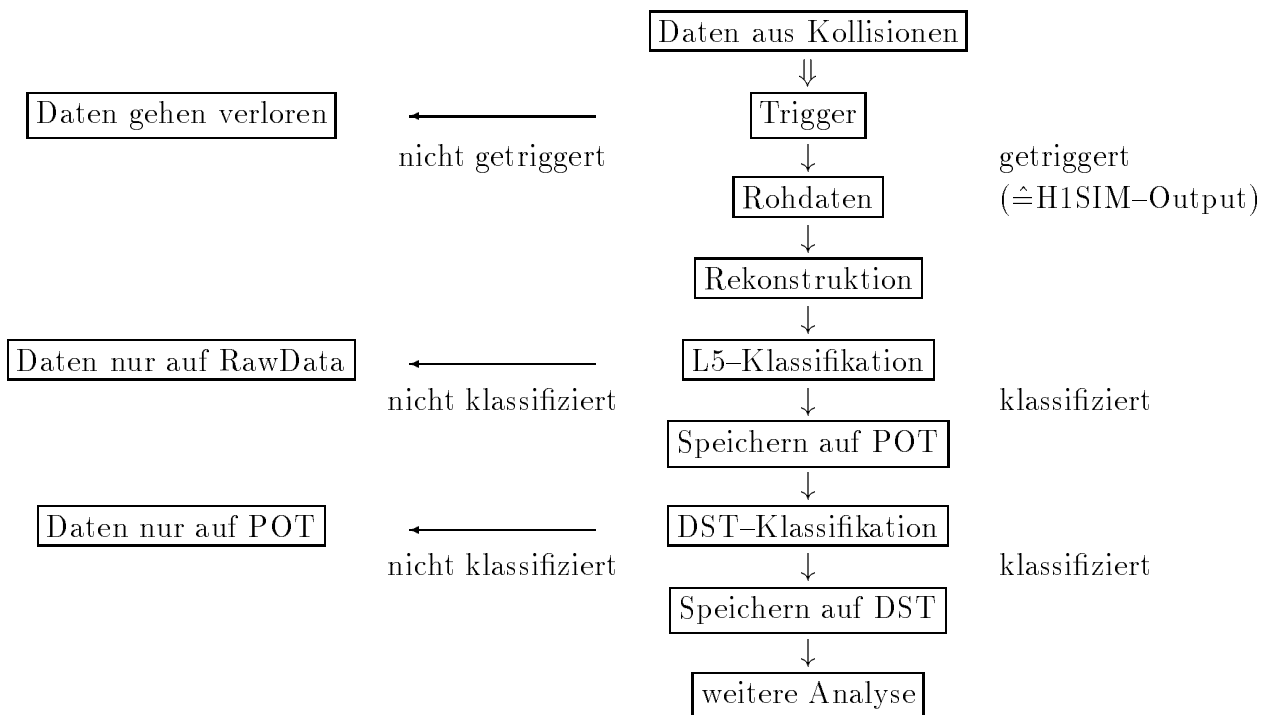 Daten aus Kollisionen
⇓
Daten gehen verloren
Trigger
nicht getriggert
↓
getriggert
Rohdaten
(≙H1SIM–Output)
↓
Rekonstruktion
↓
Daten nur auf RawData
L5–Klassifikation
nicht klassifiziert
↓
klassifiziert
Speichern auf POT
↓
Daten nur auf POT
DST–Klassifikation
nicht klassifiziert
↓
klassifiziert
Speichern auf DST
↓
weitere Analyse